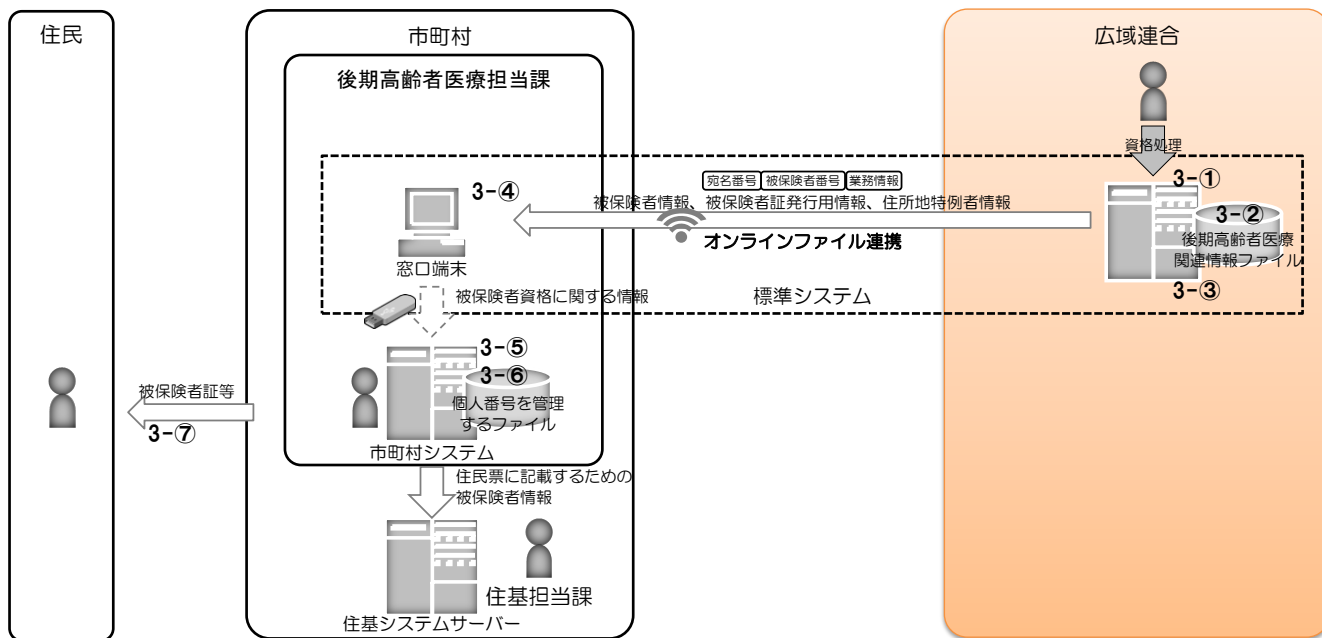 住民
市町村
広域連合
後期高齢者医療担当課
資格処理
宛名番号 被保険者番号 業務情報
3-①
3-④
被保険者情報、被保険者証発行用情報、住所地特例者情報
3-②
オンラインファイル連携
後期高齢者医療
関連情報ファイル
窓口端末
被保険者資格に関する情報
標準システム
3-③
3-⑤
3-⑥
被保険者証等
個人番号を管理
するファイル
3-⑦
市町村システム
住民票に記載するための
被保険者情報
住基担当課
住基システムサーバー